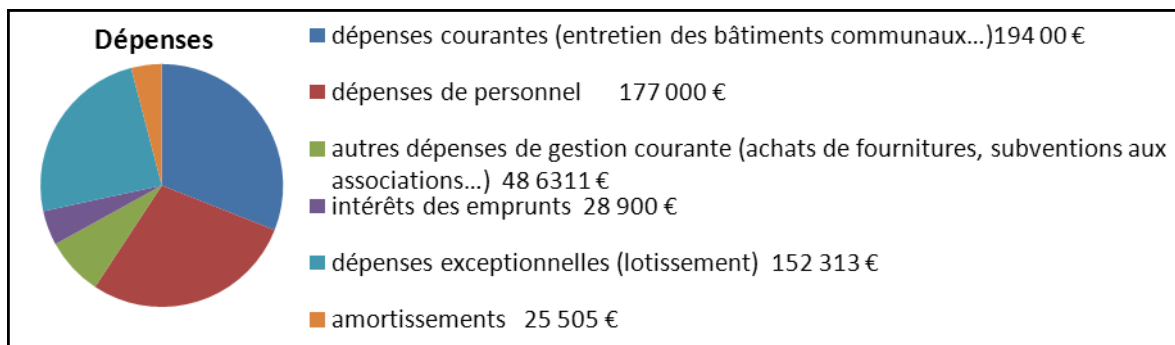 Dépenses
dépenses courantes (entretien des bâtiments communaux...)194 00 €
dépenses de personnel 177 000 €
autres dépenses de gestion courante (achats de fournitures, subventions aux
associations...) 48 6311 €
intérêts des emprunts 28 900 €
dépenses exceptionnelles (lotissement) 152 313 €
amortissements 25 505 €